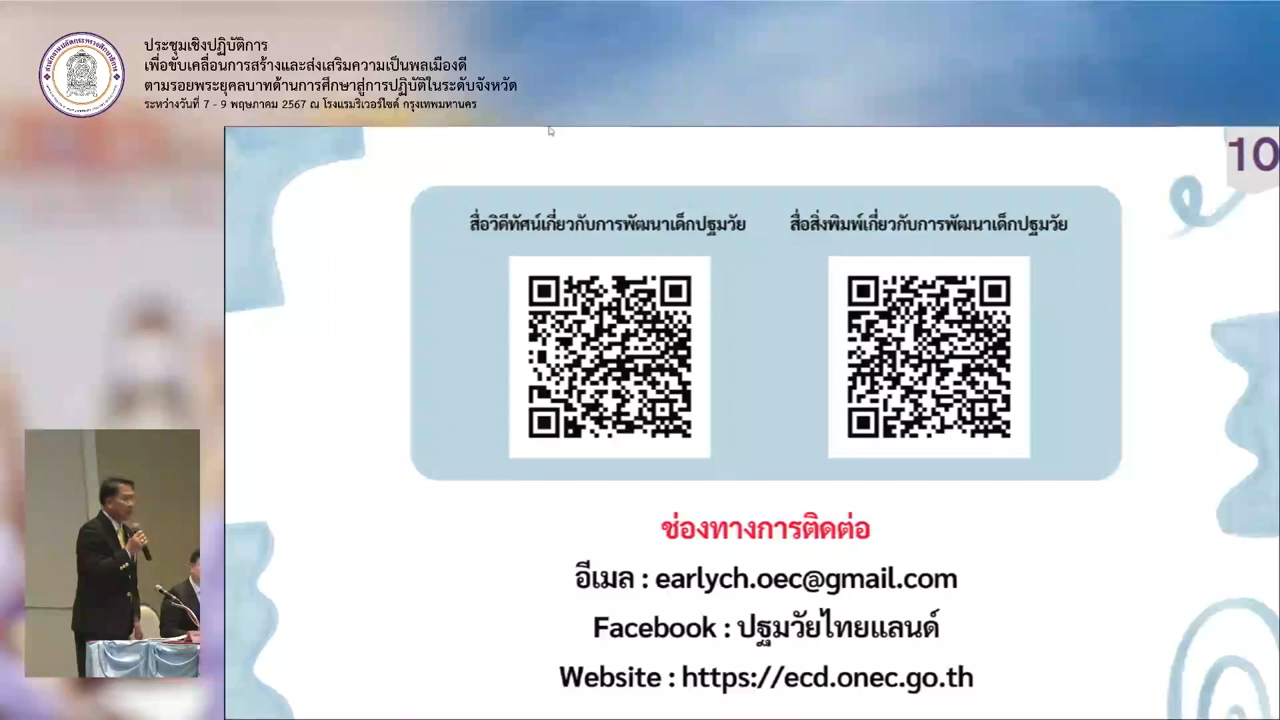 ประชุมเชิงปฏิบัติการ
เพื่อขับเคลื่อนการสร้างและส่งเสริมความเป็นพลเมืองดี
ตามรอยพระยุคลบาทด้านการศึกษาสู่การปฏิบัติในระดับจังหวัด
ระหว่างวันที่ 7 - 9 พฤษภาคม 2567 ณ โรงแรมริเวอร์ไซด์ กรุงเทพมหานคร
10
สื่อวิดีทัศน์เกี่ยวกับการพัฒนาเด็กปฐมวัย
สื่อสิ่งพิมพ์เกี่ยวกับการพัฒนาเด็กปฐมวัย
ช่องทางการติดต่อ
อีเมล : earlych.oec@gmail.com
Facebook : ปฐมวัยไทยแลนด์
Website : https://ecd.onec.go.th